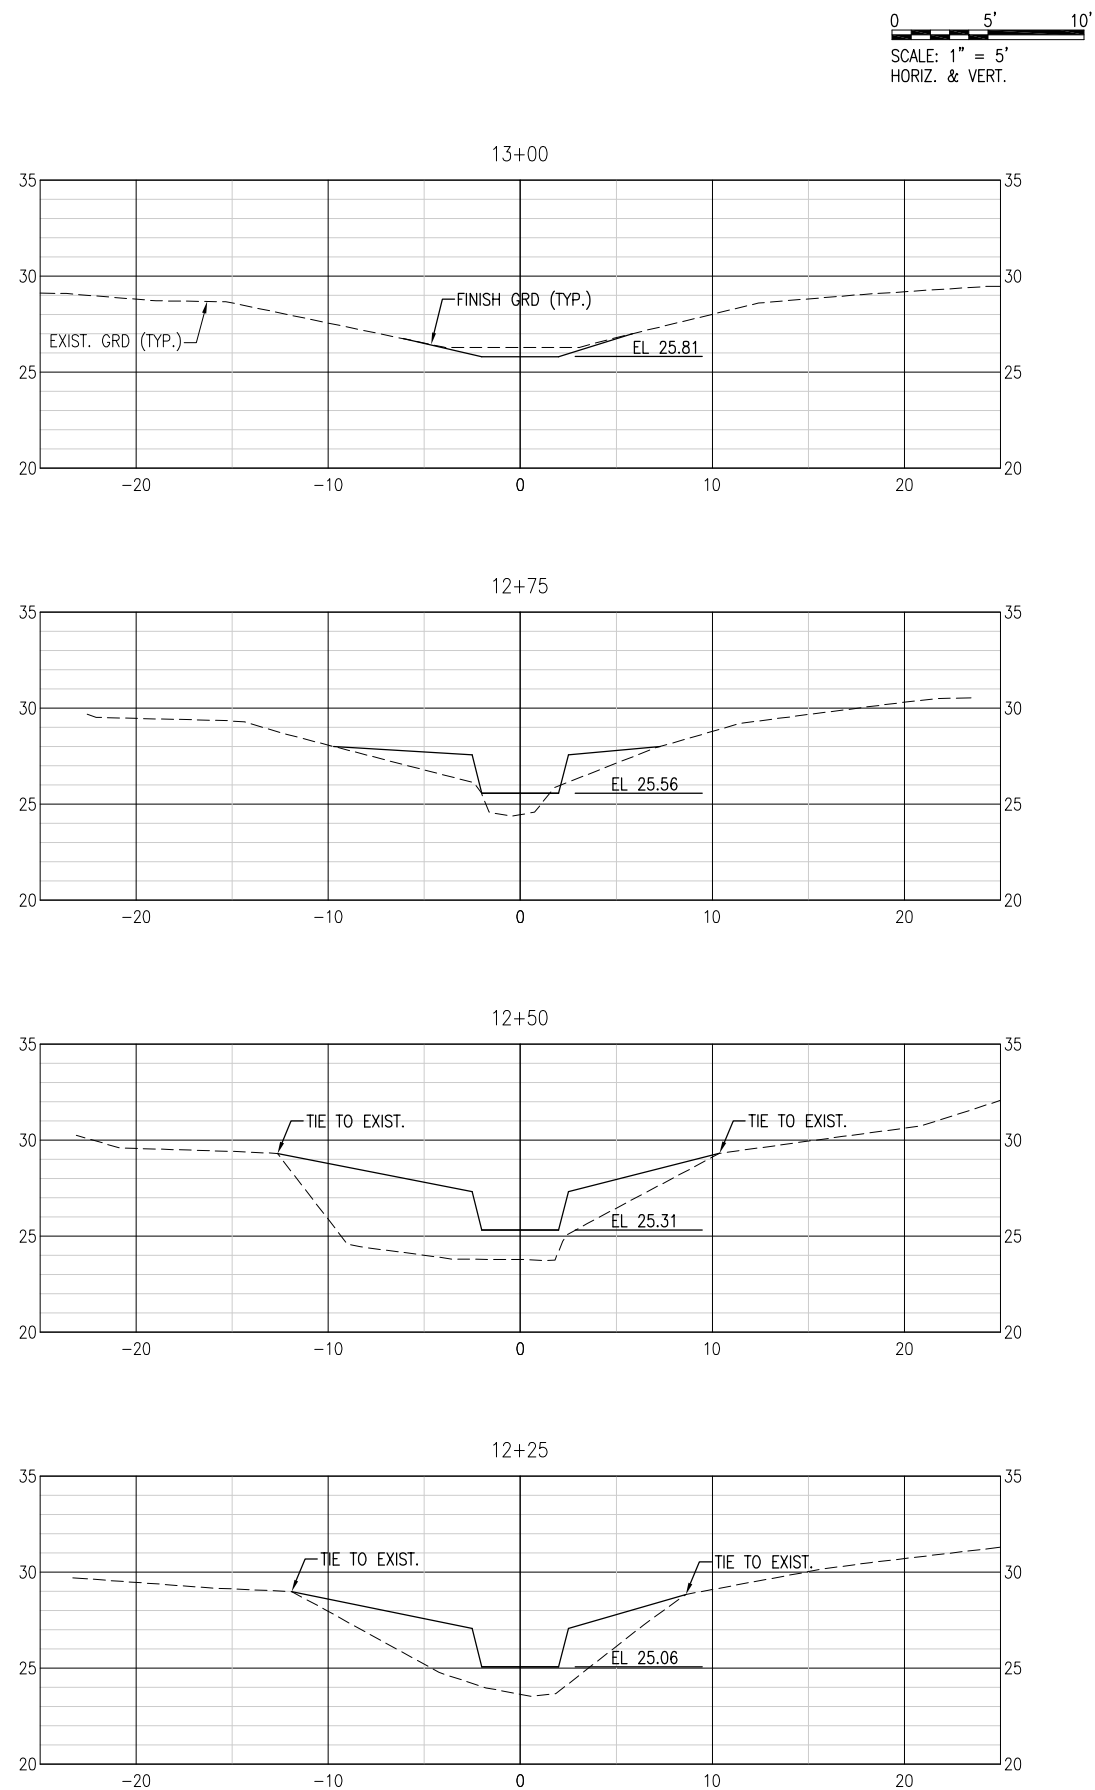 0 5' 10'
SCALE: 1" = 5'
HORIZ. & VERT.
13+00
35 35
30 30
FINISH GRD (TYP.)
EXIST. GRD (TYP.)
EL 25.81
25 25
20 20
-20 -10 0 10 20
12+75
35 35
30 30
EL 25.56
25 25
20 20
-20 -10 0 10 20
12+50
35 35
TIE TO EXIST. TIE TO EXIST.
30 30
EL 25.31
25 25
20 20
-20 -10 0 10 20
12+25
35 35
TIE TO EXIST. TIE TO EXIST.
30 30
EL 25.06
25 25
20 20
-20 -10 0 10 20